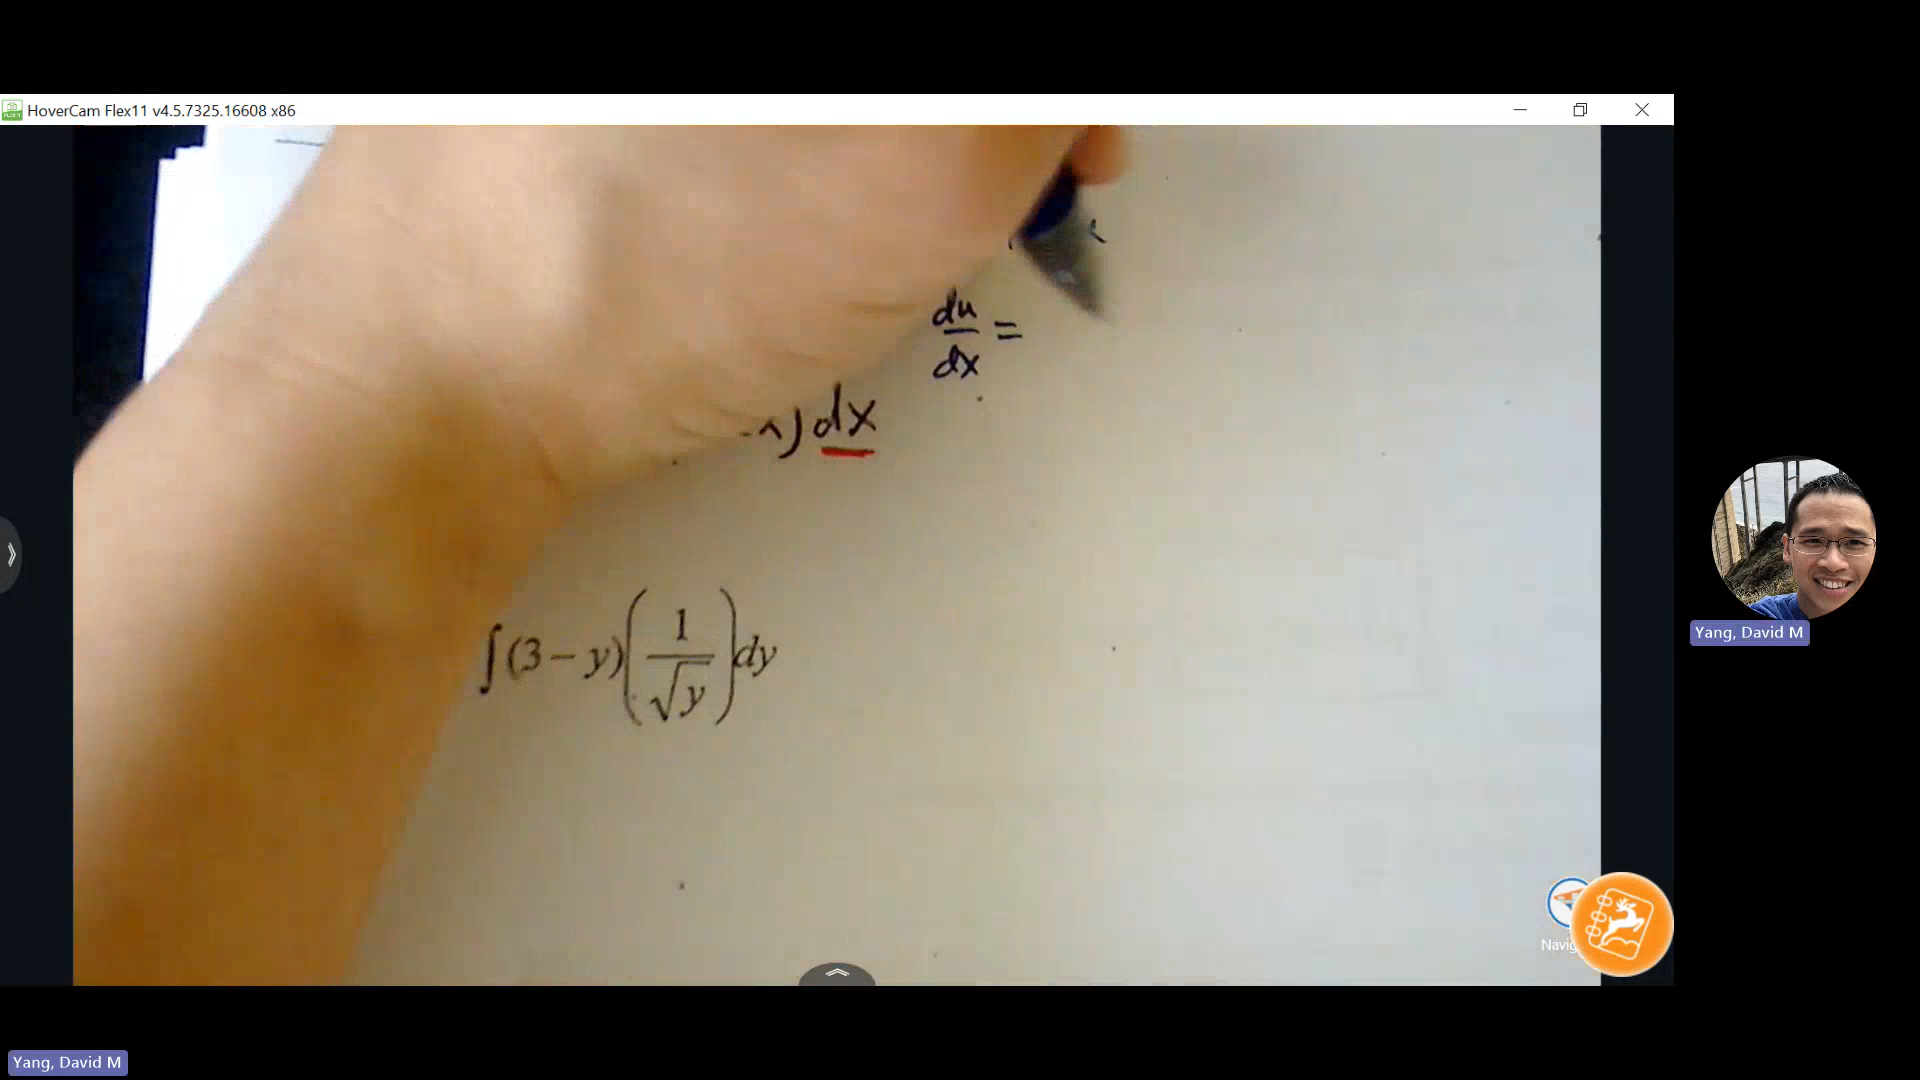 HoverCam Flex11 v4.5.7325.16608 x86
du/dx =
) dx
∫(3 − y)(1/√y)dy
Yang, David M
Yang, David M